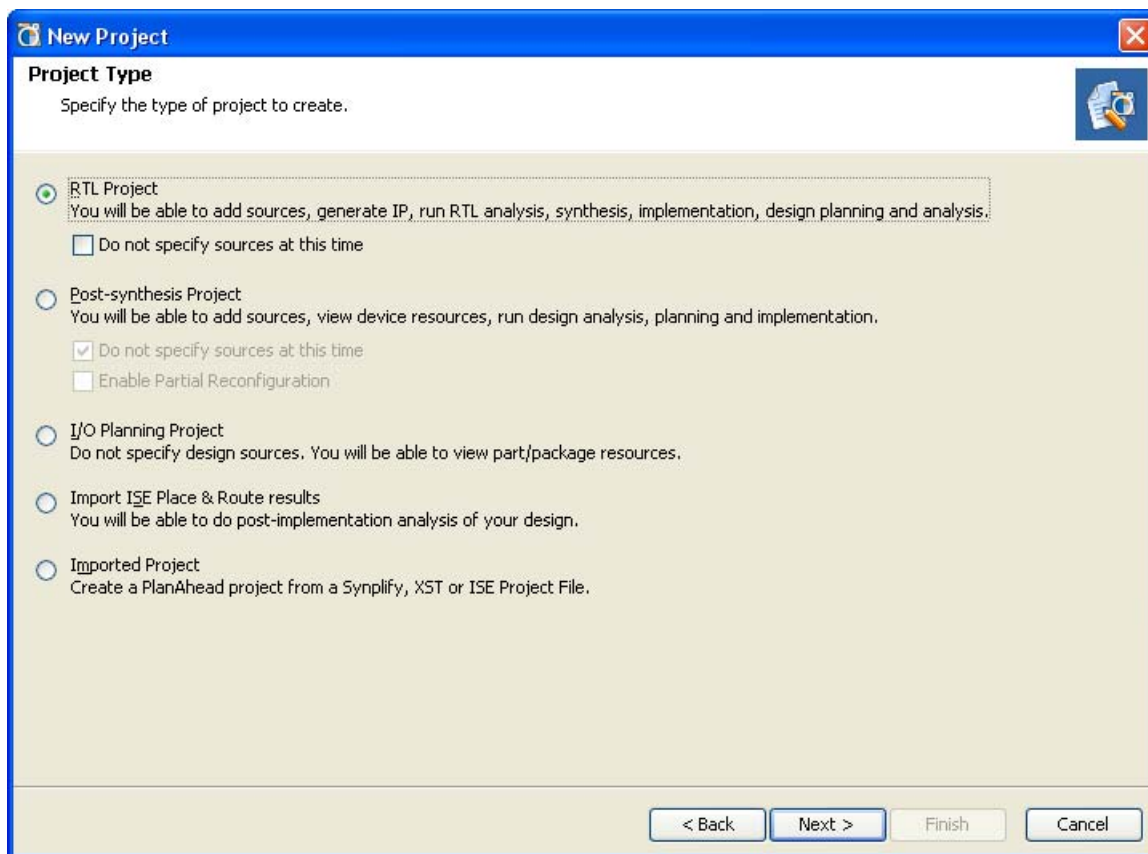 New Project
Project Type
Specify the type of project to create.
RTL Project
You will be able to add sources, generate IP, run RTL analysis, synthesis, implementation, design planning and analysis.
Do not specify sources at this time
Post-synthesis Project
You will be able to add sources, view device resources, run design analysis, planning and implementation.
Do not specify sources at this time
Enable Partial Reconfiguration
I/O Planning Project
Do not specify design sources. You will be able to view part/package resources.
Import ISE Place & Route results
You will be able to do post-implementation analysis of your design.
Imported Project
Create a PlanAhead project from a Synplify, XST or ISE Project File.
< Back Next > Finish Cancel